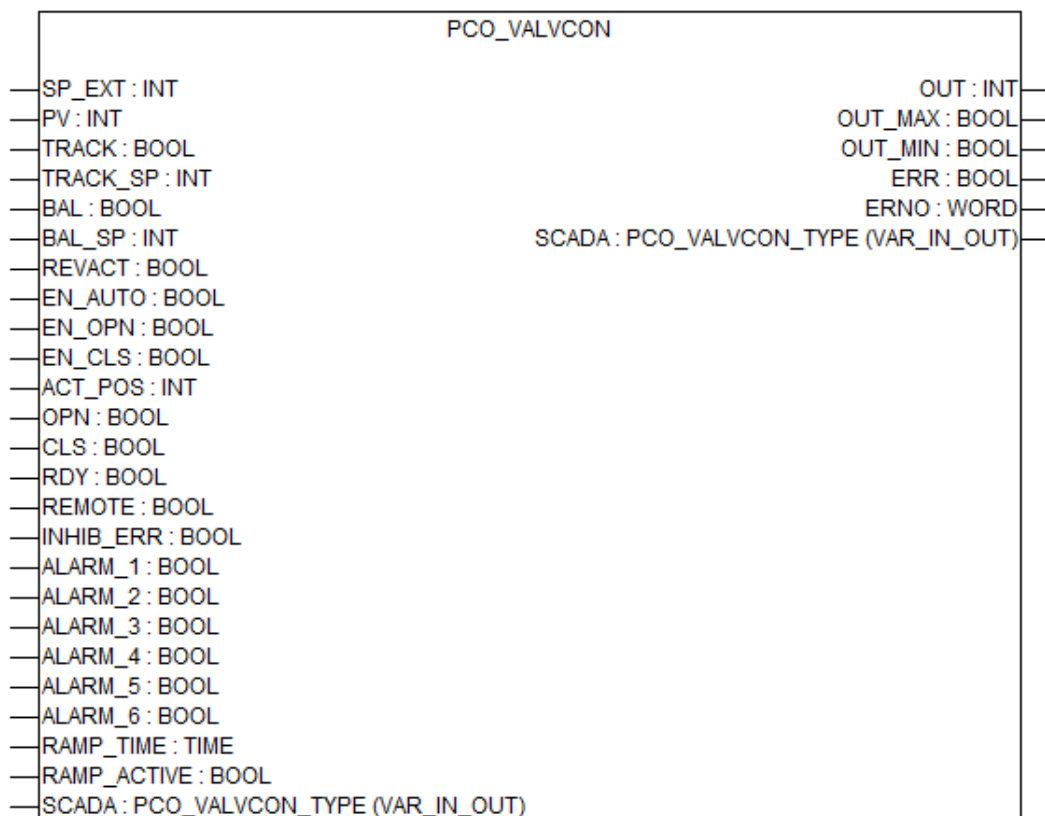 PCO_VALVCON
SP_EXT : INT
PV : INT
TRACK : BOOL
TRACK_SP : INT
BAL : BOOL
BAL_SP : INT
REVACT : BOOL
EN_AUTO : BOOL
EN_OPN : BOOL
EN_CLS : BOOL
ACT_POS : INT
OPN : BOOL
CLS : BOOL
RDY : BOOL
REMOTE : BOOL
INHIB_ERR : BOOL
ALARM_1 : BOOL
ALARM_2 : BOOL
ALARM_3 : BOOL
ALARM_4 : BOOL
ALARM_5 : BOOL
ALARM_6 : BOOL
RAMP_TIME : TIME
RAMP_ACTIVE : BOOL
SCADA : PCO_VALVCON_TYPE (VAR_IN_OUT)
OUT : INT
OUT_MAX : BOOL
OUT_MIN : BOOL
ERR : BOOL
ERNO : WORD
SCADA : PCO_VALVCON_TYPE (VAR_IN_OUT)